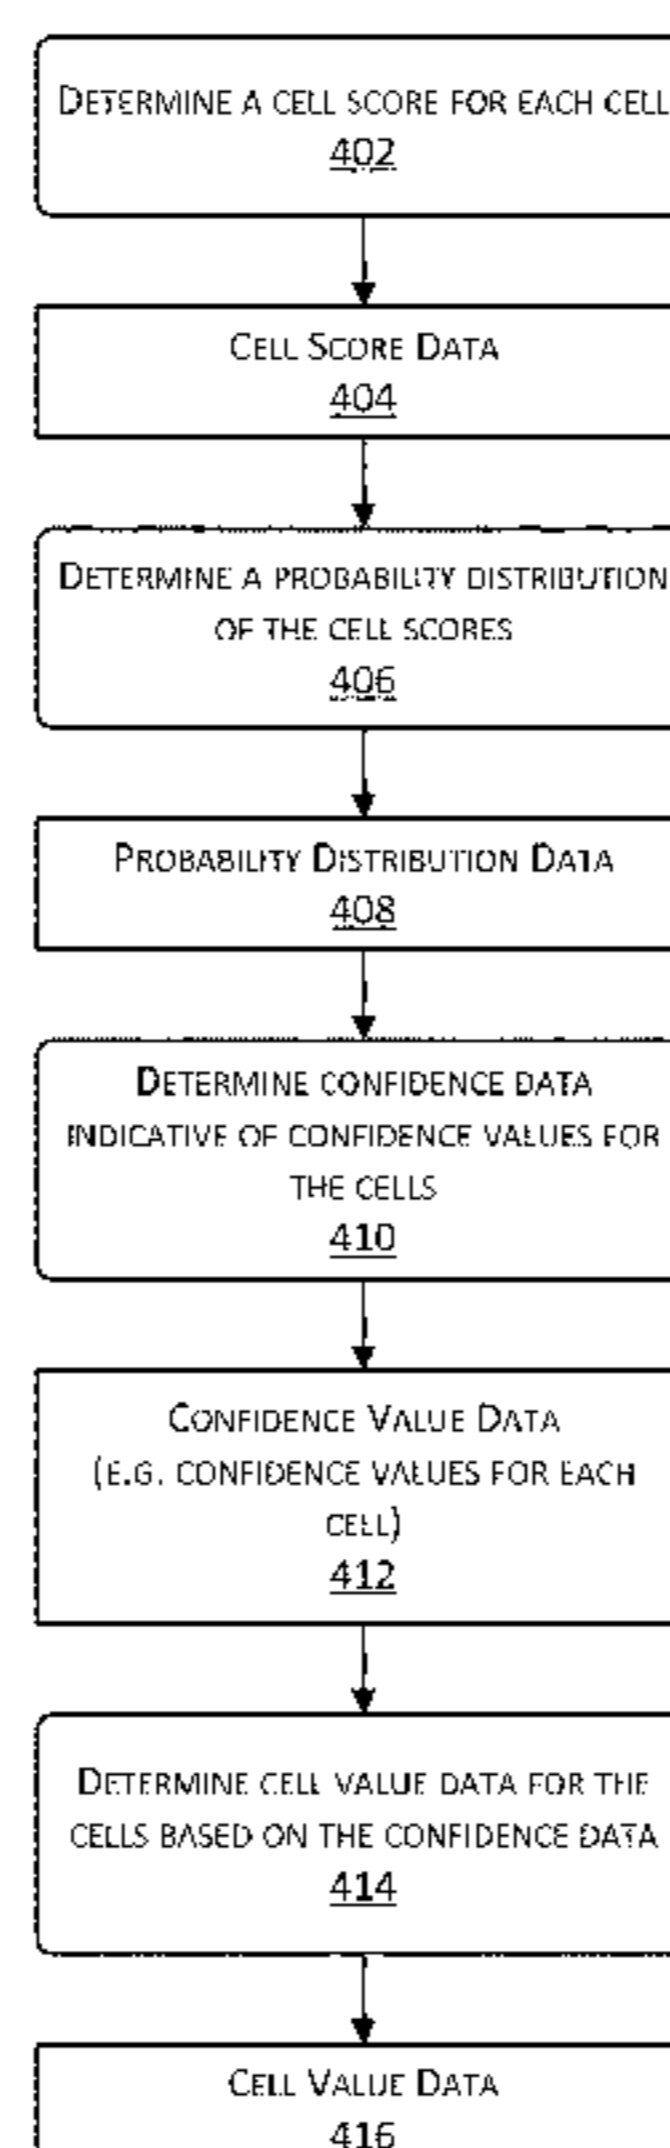 DETERMINE A CELL SCORE FOR EACH CELL
402
CELL SCORE DATA
404
DETERMINE A PROBABILITY DISTRIBUTION
OF THE CELL SCORES
406
PROBABILITY DISTRIBUTION DATA
408
DETERMINE CONFIDENCE DATA
INDICATIVE OF CONFIDENCE VALUES FOR
THE CELLS
410
CONFIDENCE VALUE DATA
(E.G. CONFIDENCE VALUES FOR EACH
CELL)
412
DETERMINE CELL VALUE DATA FOR THE
CELLS BASED ON THE CONFIDENCE DATA
414
CELL VALUE DATA
416